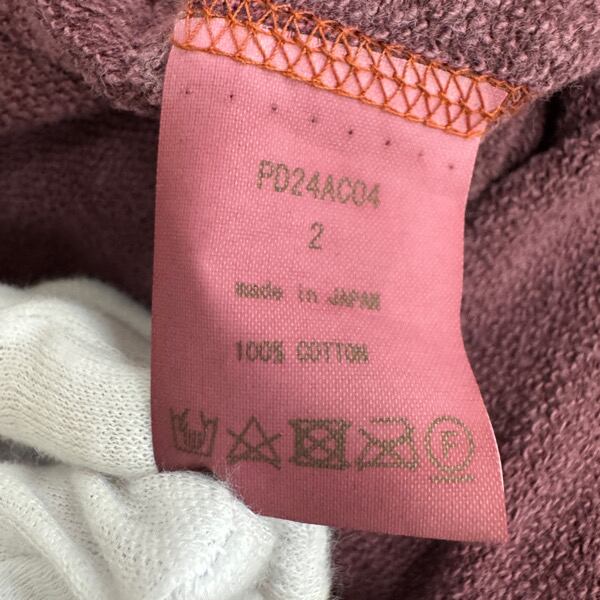 PD24AC04
2
made in JAPAN
100% COTTON
F